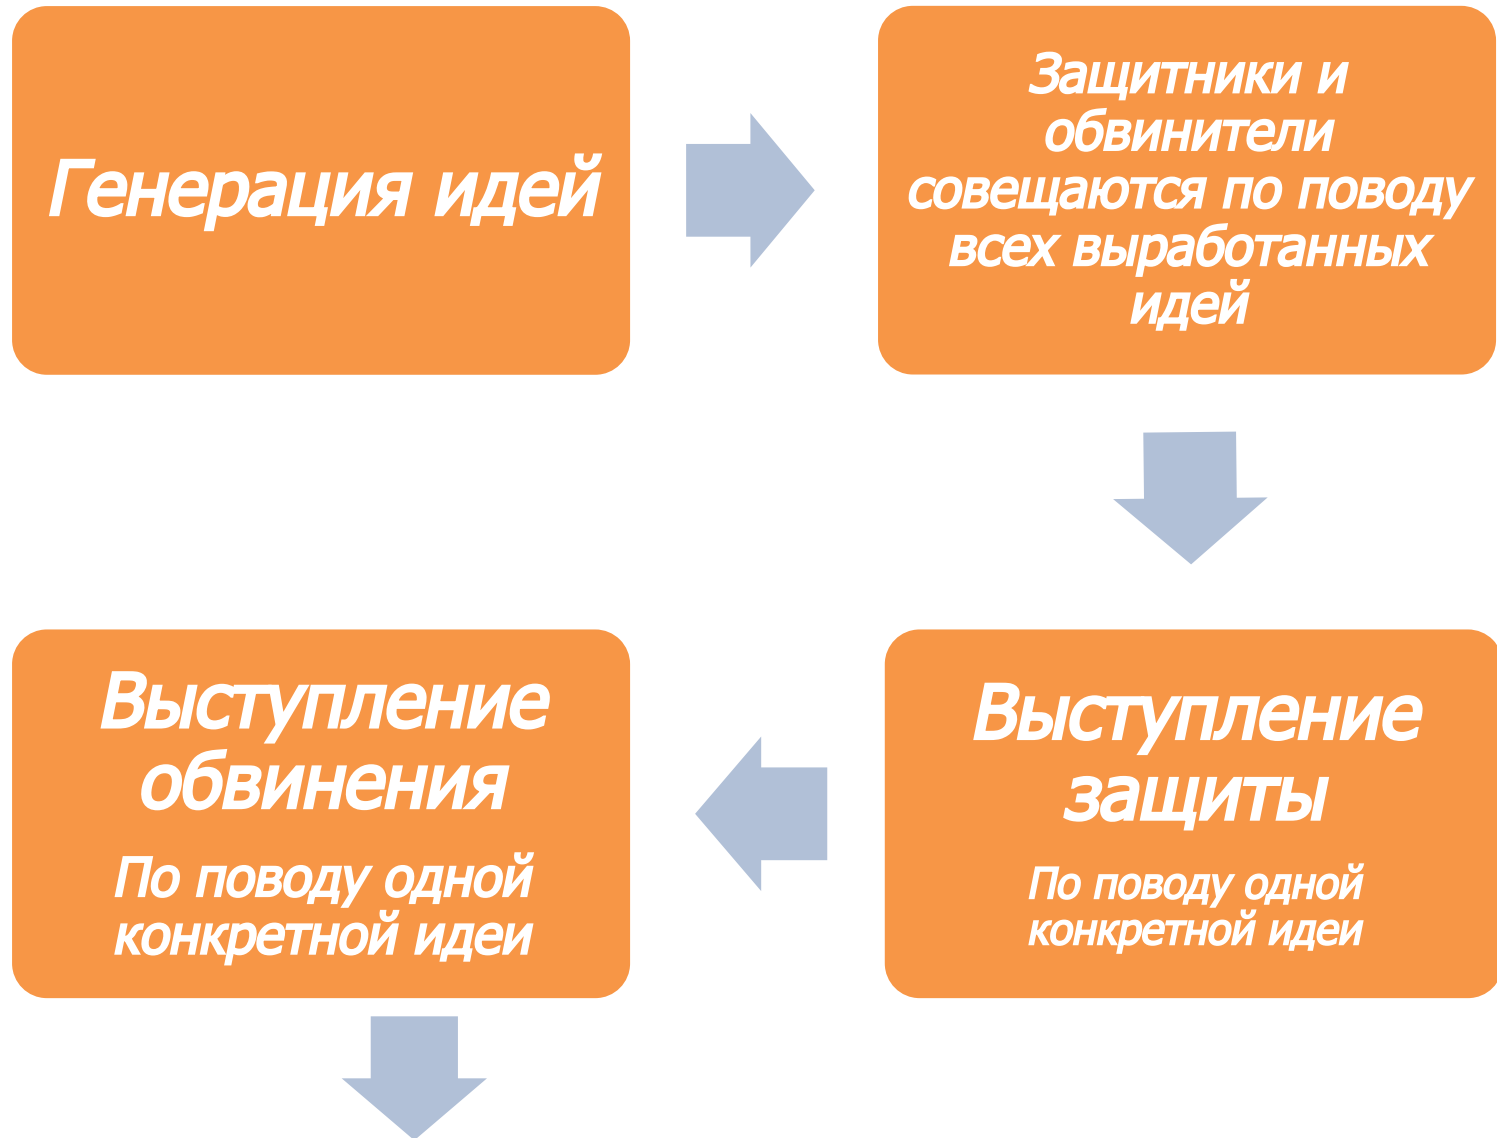 Генерация идей
Защитники и
обвинители
совещаются по поводу
всех выработанных
идей
Выступление
защиты
По поводу одной
конкретной идеи
Выступление
обвинения
По поводу одной
конкретной идеи